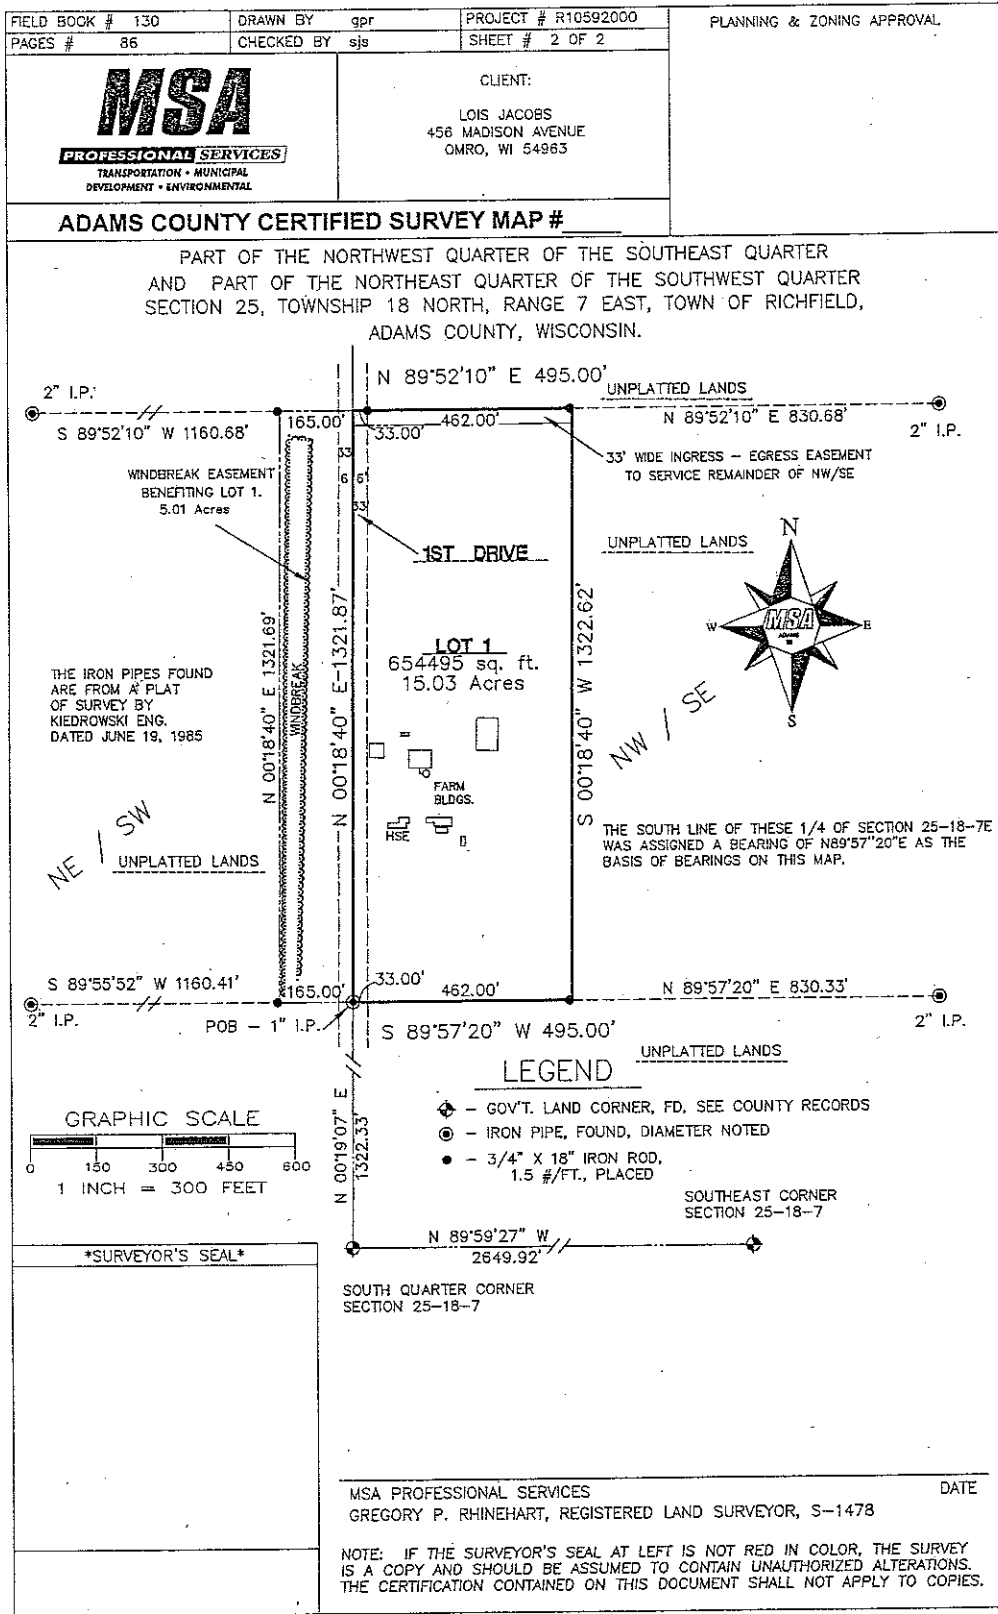 FIELD BOOK # 130
DRAWN BY gpr
PROJECT # R10592000
PLANNING & ZONING APPROVAL
PAGES # 86
CHECKED BY sjs
SHEET # 2 OF 2
MSA
PROFESSIONAL SERVICES
TRANSPORTATION • MUNICIPAL
DEVELOPMENT • ENVIRONMENTAL
CLIENT:
LOIS JACOBS
456 MADISON AVENUE
OMRO, WI 54963
ADAMS COUNTY CERTIFIED SURVEY MAP #
PART OF THE NORTHWEST QUARTER OF THE SOUTHEAST QUARTER
AND PART OF THE NORTHEAST QUARTER OF THE SOUTHWEST QUARTER
SECTION 25, TOWNSHIP 18 NORTH, RANGE 7 EAST, TOWN OF RICHFIELD,
ADAMS COUNTY, WISCONSIN.
2" I.P.
N 89°52'10" E 495.00'
UNPLATTED LANDS
S 89°52'10" W 1160.68'
165.00'
33.00'
462.00'
N 89°52'10" E 830.68'
2" I.P.
33' WIDE INGRESS - EGRESS EASEMENT
TO SERVICE REMAINDER OF NW/SE
WINDBREAK EASEMENT
BENEFITING LOT 1.
5.01 Acres
33
6 6'
33'
1ST DRIVE
UNPLATTED LANDS
N
W
MSA
ADAMS
E
S
N 00°18'40" E 1321.69'
WINDBREAK
N 00°18'40" E-1321.87'
LOT 1
654495 sq. ft.
15.03 Acres
S 00°18'40" W 1322.62'
NW / SE
THE IRON PIPES FOUND
ARE FROM A PLAT
OF SURVEY BY
KIEDROWSKI ENG.
DATED JUNE 19, 1985
FARM
BLDGS.
HSE
NE / SW
UNPLATTED LANDS
THE SOUTH LINE OF THESE 1/4 OF SECTION 25-18-7E
WAS ASSIGNED A BEARING OF N89°57"20"E AS THE
BASIS OF BEARINGS ON THIS MAP.
S 89°55'52" W 1160.41'
165.00'
33.00'
462.00'
N 89°57'20" E 830.33'
2" I.P.
POB - 1" I.P.
S 89°57'20" W 495.00'
2" I.P.
UNPLATTED LANDS
LEGEND
- GOV'T. LAND CORNER, FD, SEE COUNTY RECORDS
- IRON PIPE, FOUND, DIAMETER NOTED
- 3/4" X 18" IRON ROD,
1.5 #/FT., PLACED
GRAPHIC SCALE
0 150 300 450 600
1 INCH = 300 FEET
N 00°19'07" E
1322.33'
SOUTHEAST CORNER
SECTION 25-18-7
N 89°59'27" W
2649.92'
*SURVEYOR'S SEAL*
SOUTH QUARTER CORNER
SECTION 25-18-7
MSA PROFESSIONAL SERVICES
DATE
GREGORY P. RHINEHART, REGISTERED LAND SURVEYOR, S-1478
NOTE: IF THE SURVEYOR'S SEAL AT LEFT IS NOT RED IN COLOR, THE SURVEY
IS A COPY AND SHOULD BE ASSUMED TO CONTAIN UNAUTHORIZED ALTERATIONS.
THE CERTIFICATION CONTAINED ON THIS DOCUMENT SHALL NOT APPLY TO COPIES.